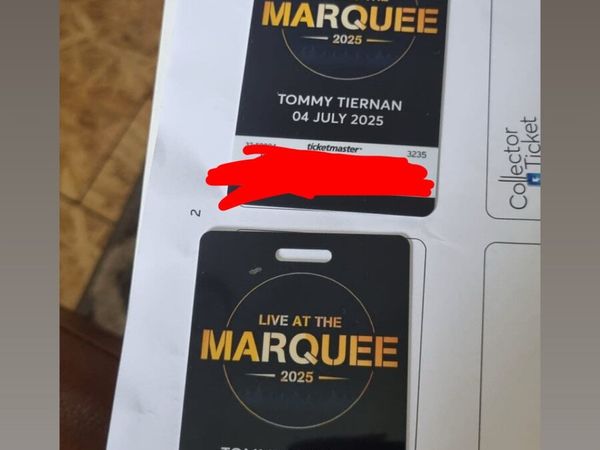 MARQUEE
2025
TOMMY TIERNAN
04 JULY 2025
ticketmaster
3235
Collector
Ticket
2
LIVE AT THE
MARQUEE
2025